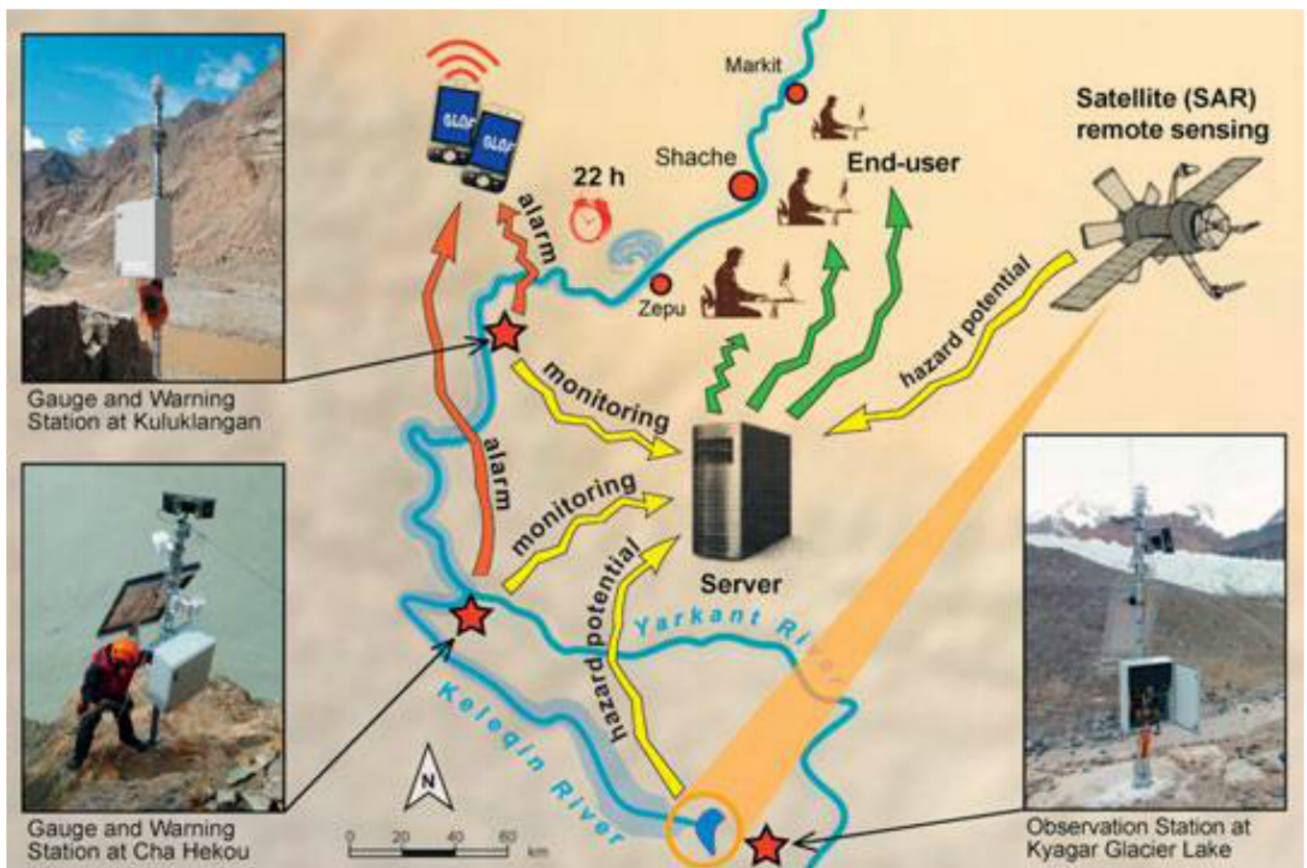 Markit
Satellite (SAR)
remote sensing
Shache
End-user
22 h
alarm
Zepu
hazard potential
Gauge and Warning
Station at Kuluklangan
monitoring
alarm
monitoring
Server
hazard potential
Yarkant River
Keleqin River
N
0 20 40 60
km
Gauge and Warning
Station at Cha Hekou
Observation Station at
Kyagar Glacier Lake